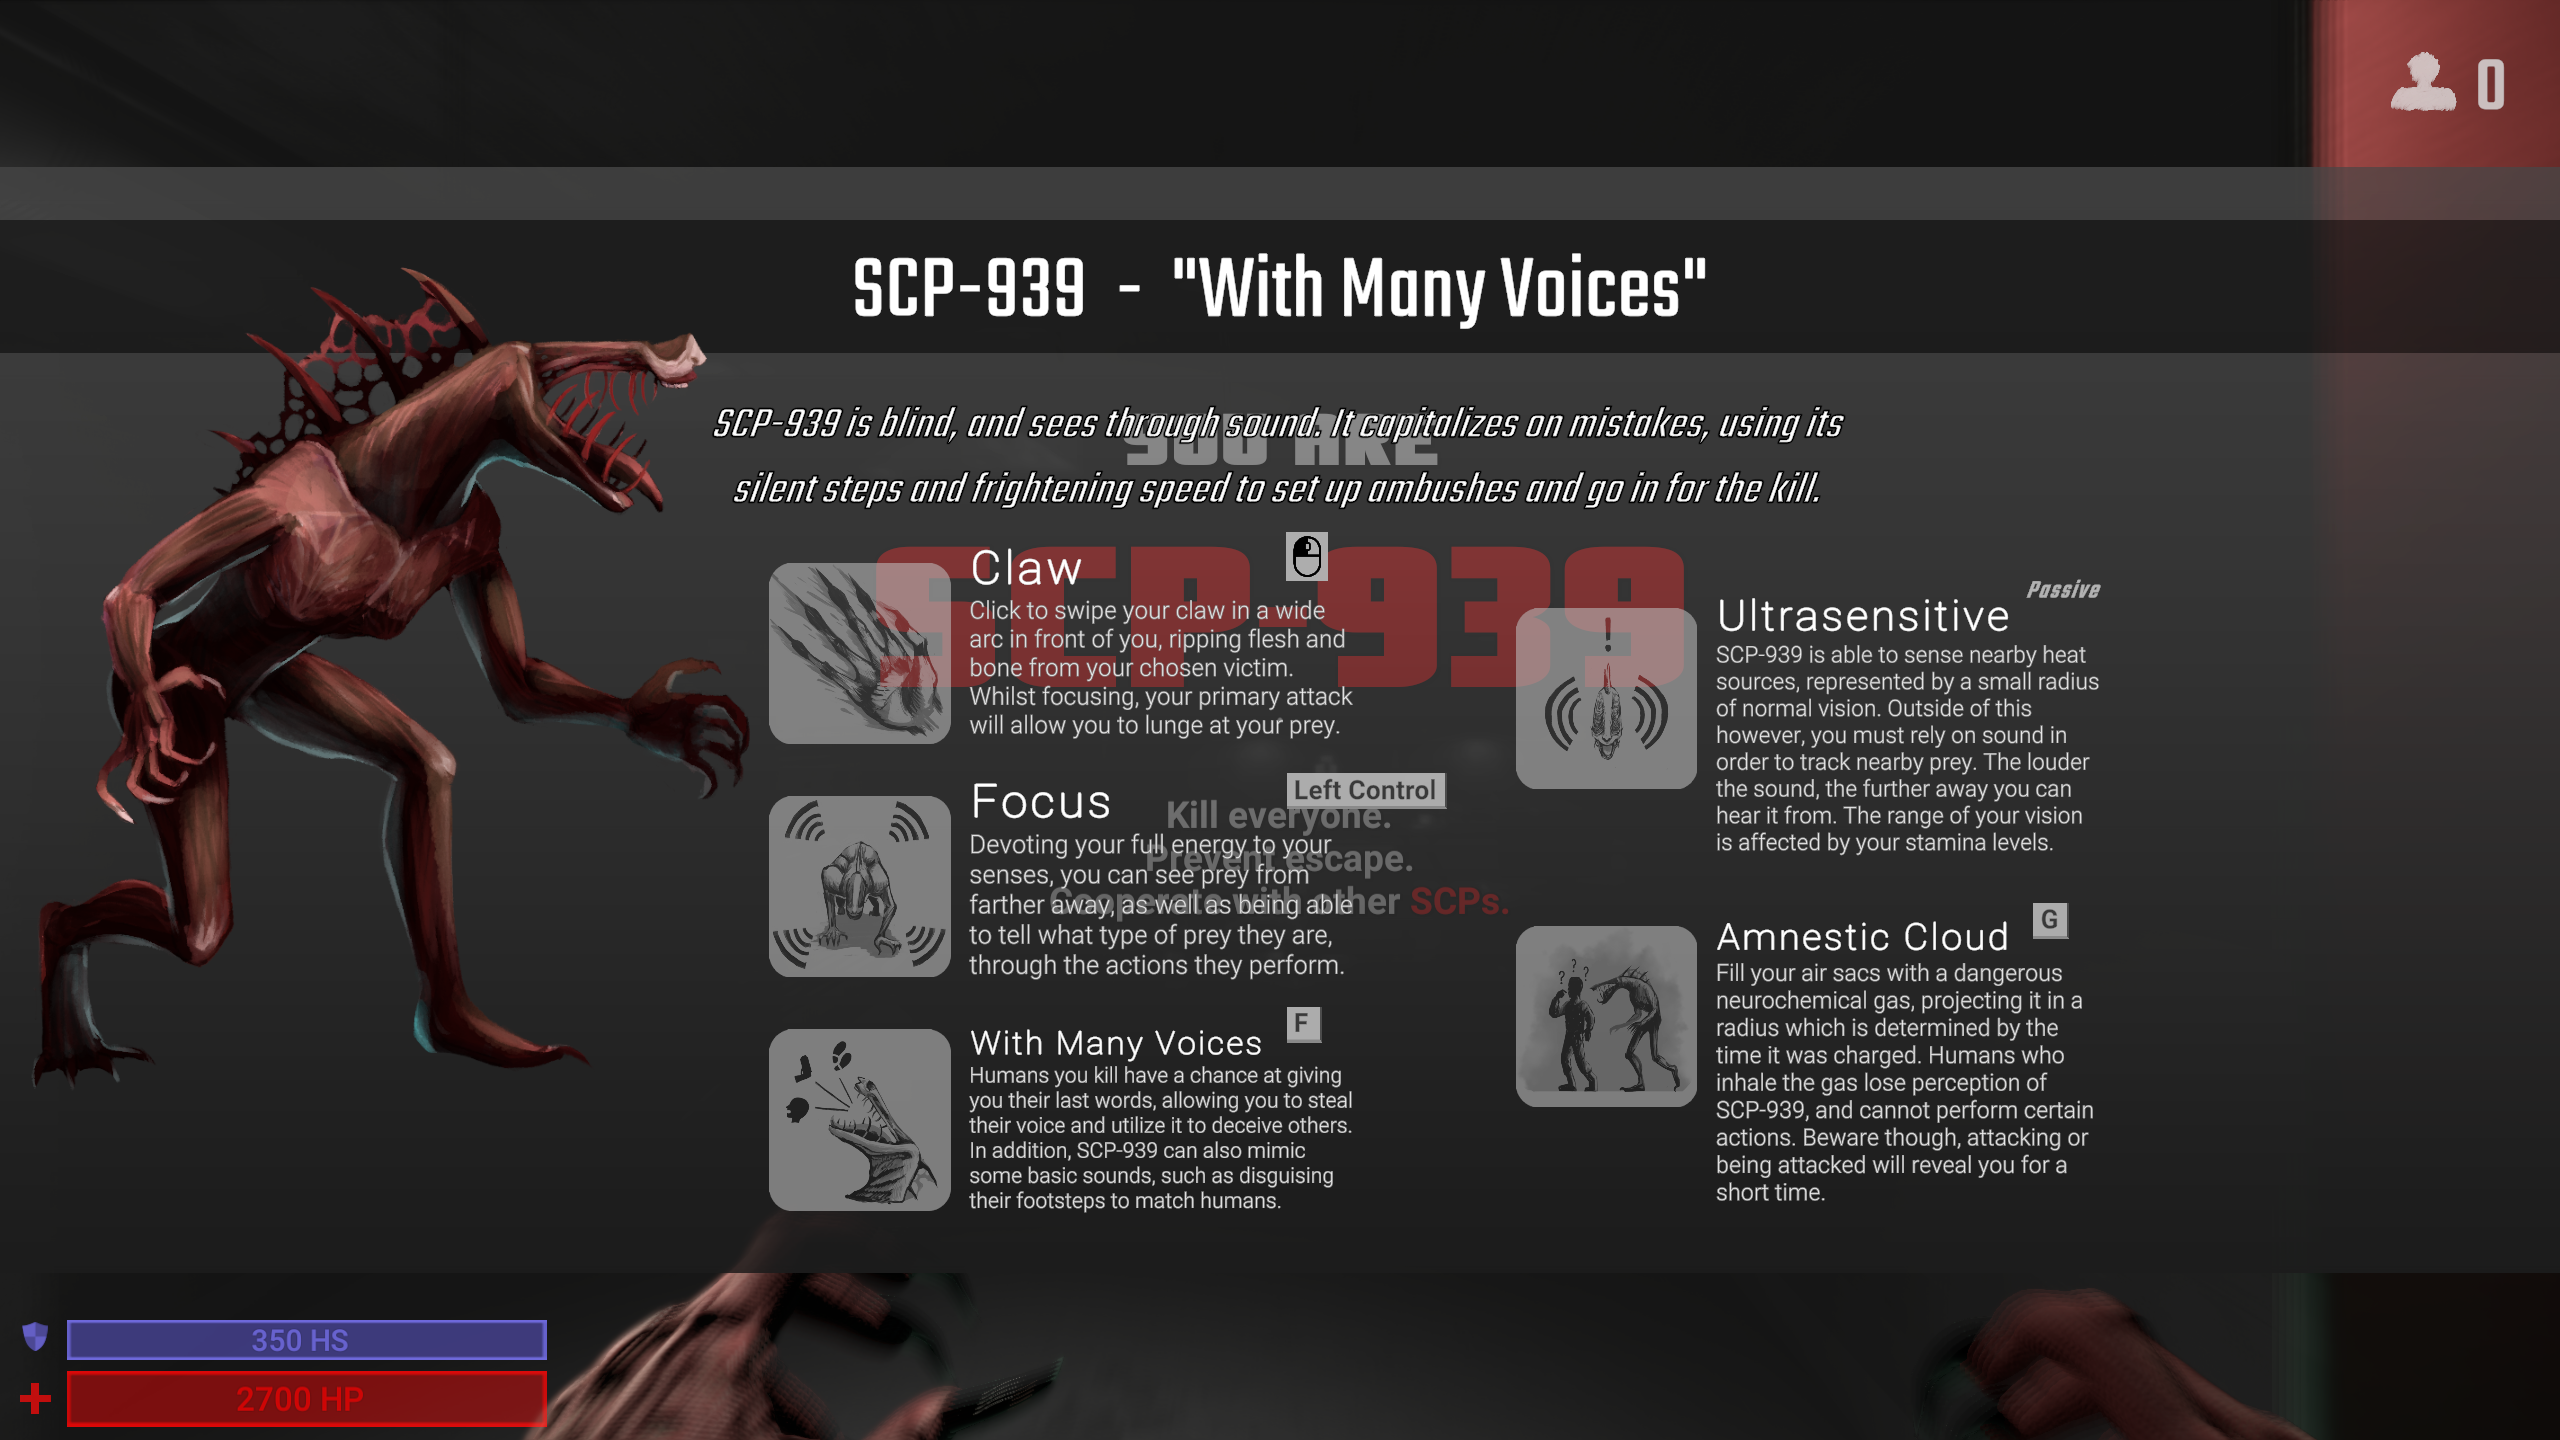 0
SCP-939 - "With Many Voices"
SCP-939 is blind, and sees through sound. It capitalizes on mistakes, using its
silent steps and frightening speed to set up ambushes and go in for the kill.
YOU ARE
SCP-939
Kill everyone.
Prevent escape.
Cooperate with other SCPs.
Claw
Click to swipe your claw in a wide
arc in front of you, ripping flesh and
bone from your chosen victim.
Whilst focusing, your primary attack
will allow you to lunge at your prey.
Focus
Left Control
Devoting your full energy to your
senses, you can see prey from
farther away, as well as being able
to tell what type of prey they are,
through the actions they perform.
With Many Voices
F
Humans you kill have a chance at giving
you their last words, allowing you to steal
their voice and utilize it to deceive others.
In addition, SCP-939 can also mimic
some basic sounds, such as disguising
their footsteps to match humans.
Passive
Ultrasensitive
SCP-939 is able to sense nearby heat
sources, represented by a small radius
of normal vision. Outside of this
however, you must rely on sound in
order to track nearby prey. The louder
the sound, the further away you can
hear it from. The range of your vision
is affected by your stamina levels.
Amnestic Cloud
G
Fill your air sacs with a dangerous
neurochemical gas, projecting it in a
radius which is determined by the
time it was charged. Humans who
inhale the gas lose perception of
SCP-939, and cannot perform certain
actions. Beware though, attacking or
being attacked will reveal you for a
short time.
350 HS
2700 HP